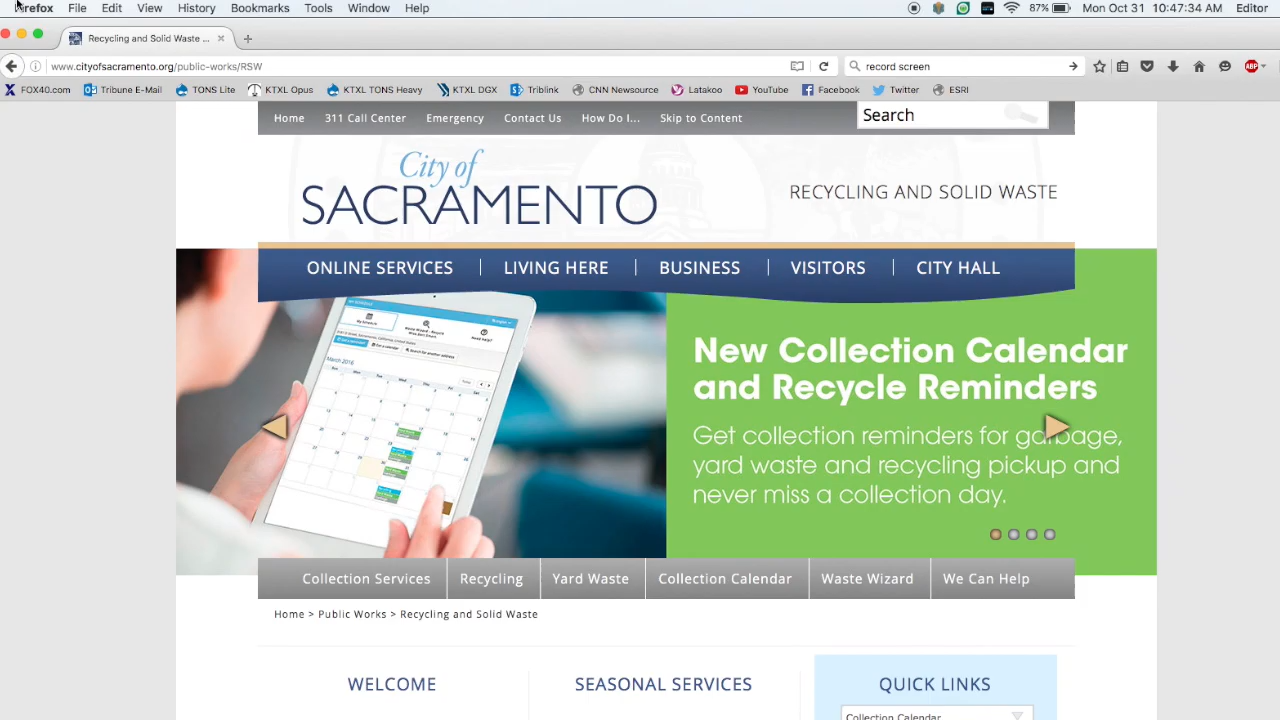 Firefox File Edit View History Bookmarks Tools Window Help 87% Mon Oct 31 10:47:34 AM Editor
Recycling and Solid Waste ...
www.cityofsacramento.org/public-works/RSW record screen ABP
FOX40.com Tribune E-Mail TONS Lite KTXL Opus KTXL TONS Heavy KTXL DGX Triblink CNN Newsource Latakoo YouTube Facebook Twitter ESRI
Home 311 Call Center Emergency Contact Us How Do I... Skip to Content Search
City of
SACRAMENTO
RECYCLING AND SOLID WASTE
ONLINE SERVICES LIVING HERE BUSINESS VISITORS CITY HALL
March 2016
New Collection Calendar
and Recycle Reminders
Get collection reminders for garbage,
yard waste and recycling pickup and
never miss a collection day.
Collection Services Recycling Yard Waste Collection Calendar Waste Wizard We Can Help
Home > Public Works > Recycling and Solid Waste
WELCOME SEASONAL SERVICES QUICK LINKS
Collection Calendar